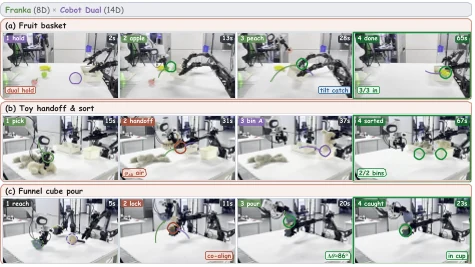 Franka (8D) · Cobot Dual (14D)
(a) Fruit basket
1 hold 2s
2 apple 13s
3 peach 28s
4 done 65s
dual hold
tilt catch
3/3 in
(b) Toy handoff & sort
1 pick 15s
2 handoff 31s
3 bin A 37s
4 sorted
air
2/2 bins
(c) Funnel cube pour
1 reach 5s
2 lock 11s
3 pour 20s
4 caught 23s
co-align
in cup